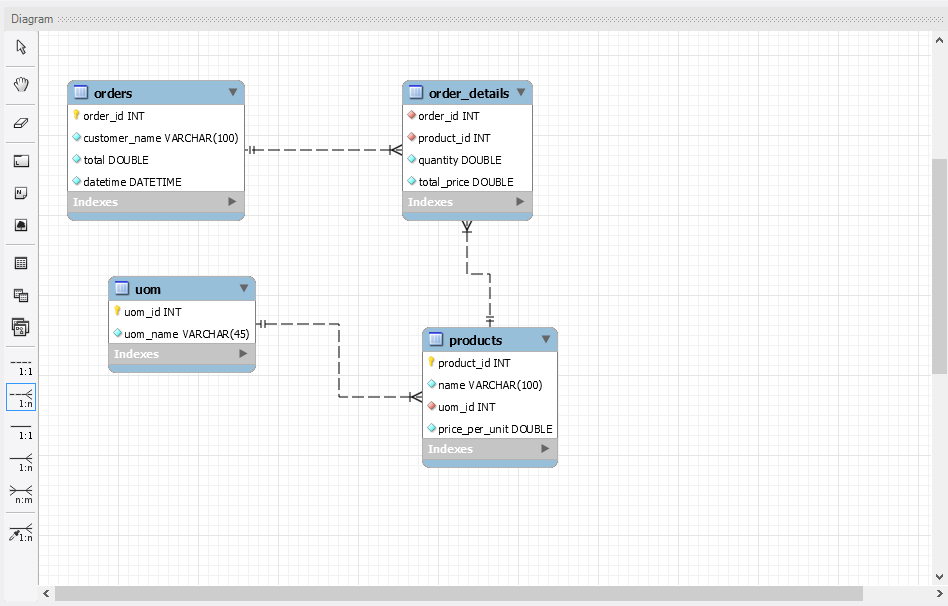 Diagram
orders
order_id INT
customer_name VARCHAR(100)
total DOUBLE
datetime DATETIME
Indexes
order_details
order_id INT
product_id INT
quantity DOUBLE
total_price DOUBLE
Indexes
uom
uom_id INT
uom_name VARCHAR(45)
Indexes
products
product_id INT
name VARCHAR(100)
uom_id INT
price_per_unit DOUBLE
Indexes
1:1
1:n
1:1
1:n
n:m
1:n